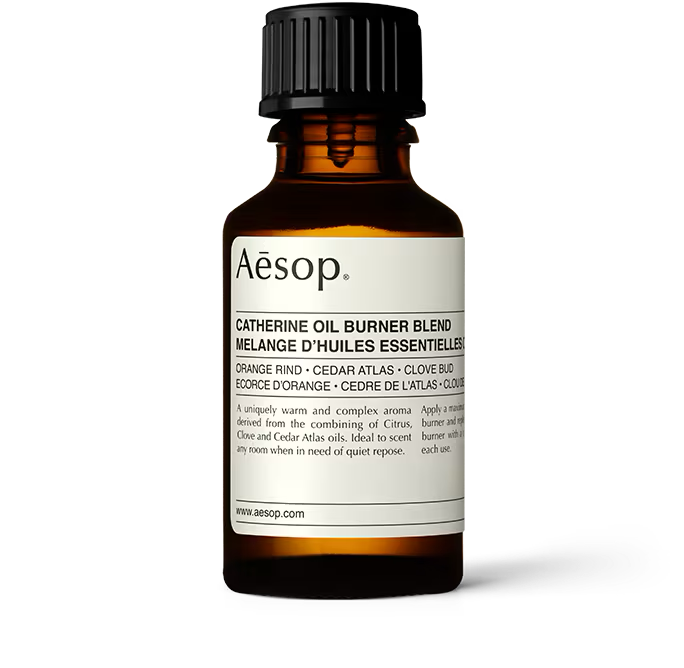 Aēsop®
CATHERINE OIL BURNER BLEND
MELANGE D'HUILES ESSENTIELLES
ORANGE RIND • CEDAR ATLAS • CLOVE BUD
ECORCE D'ORANGE • CEDRE DE L'ATLAS •
A uniquely warm and complex aroma
derived from the combining of Citrus,
Clove and Cedar Atlas oils. Ideal to scent
any room when in need of quiet repose.
Apply a
burner and
burner with
each use.
www.aesop.com